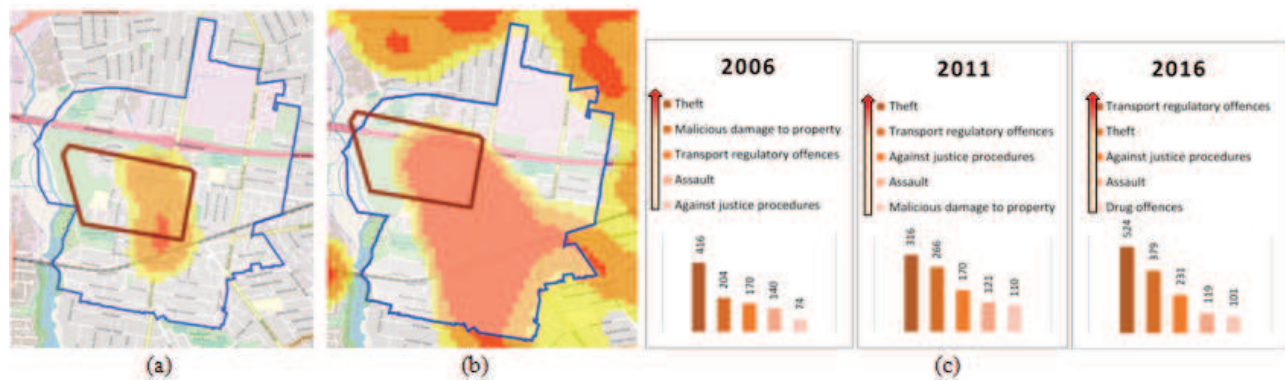 2006
Theft
Malicious damage to property
Transport regulatory offences
Assault
Against justice procedures
416
204
170
140
74
2011
Theft
Transport regulatory offences
Against justice procedures
Assault
Malicious damage to property
316
266
170
121
110
2016
Transport regulatory offences
Theft
Against justice procedures
Assault
Drug offences
524
379
231
119
101
(a)
(b)
(c)